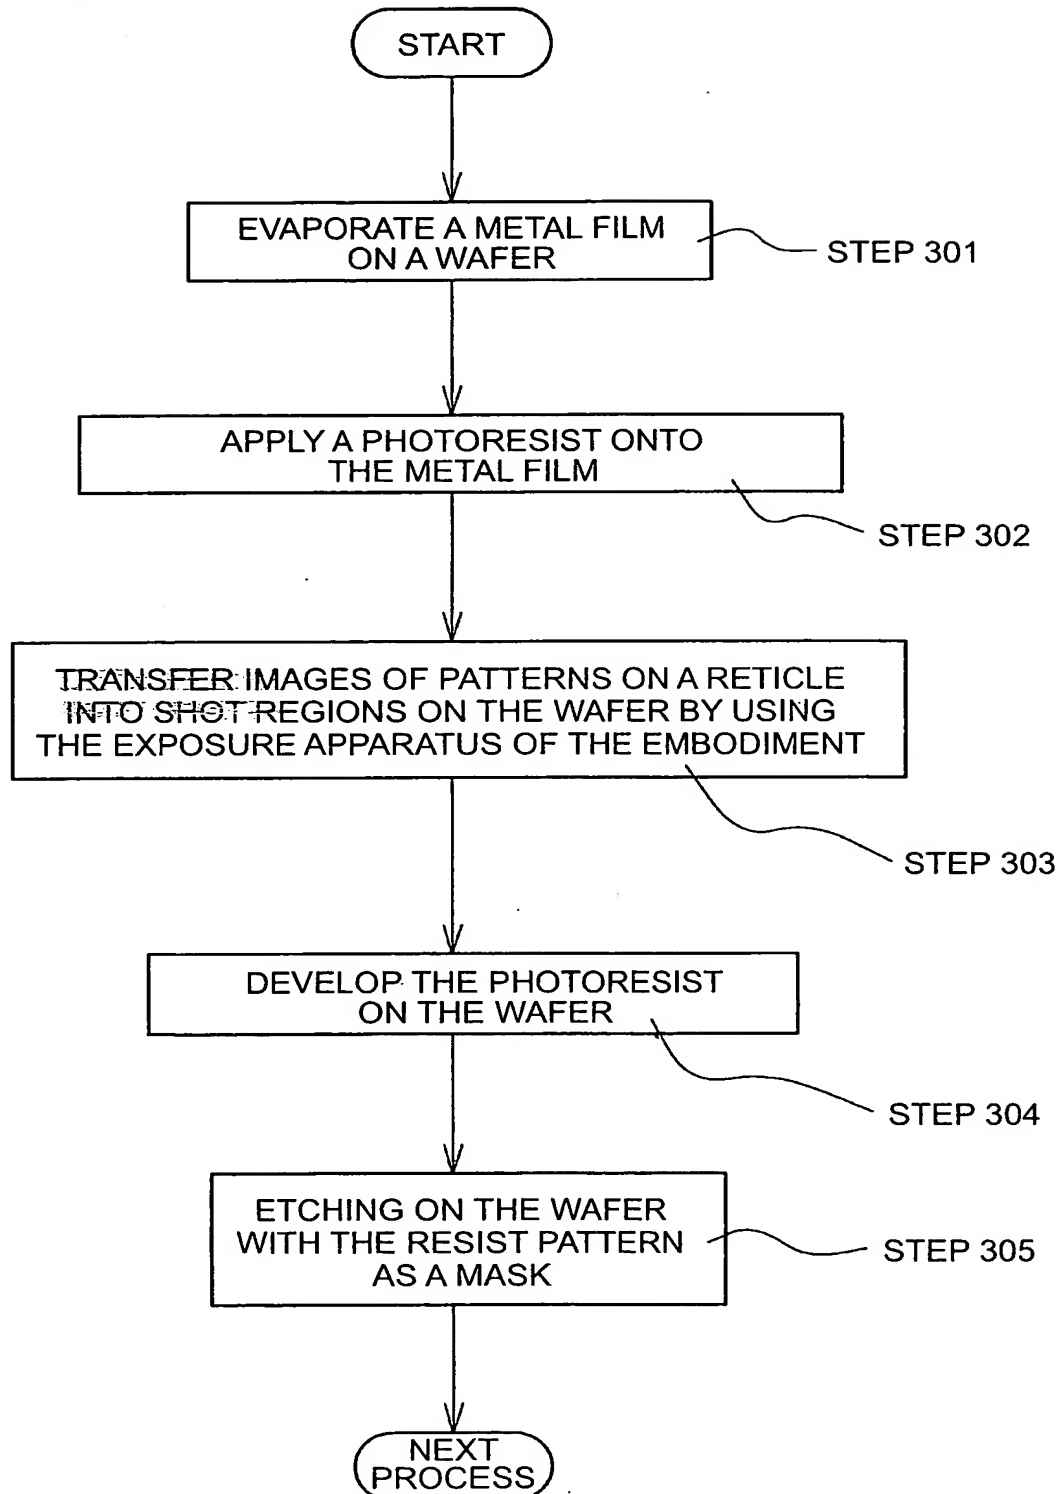 START
EVAPORATE A METAL FILM
ON A WAFER
STEP 301
APPLY A PHOTORESIST ONTO
THE METAL FILM
STEP 302
TRANSFER IMAGES OF PATTERNS ON A RETICLE
INTO SHOT REGIONS ON THE WAFER BY USING
THE EXPOSURE APPARATUS OF THE EMBODIMENT
STEP 303
DEVELOP THE PHOTORESIST
ON THE WAFER
STEP 304
ETCHING ON THE WAFER
WITH THE RESIST PATTERN
AS A MASK
STEP 305
NEXT
PROCESS